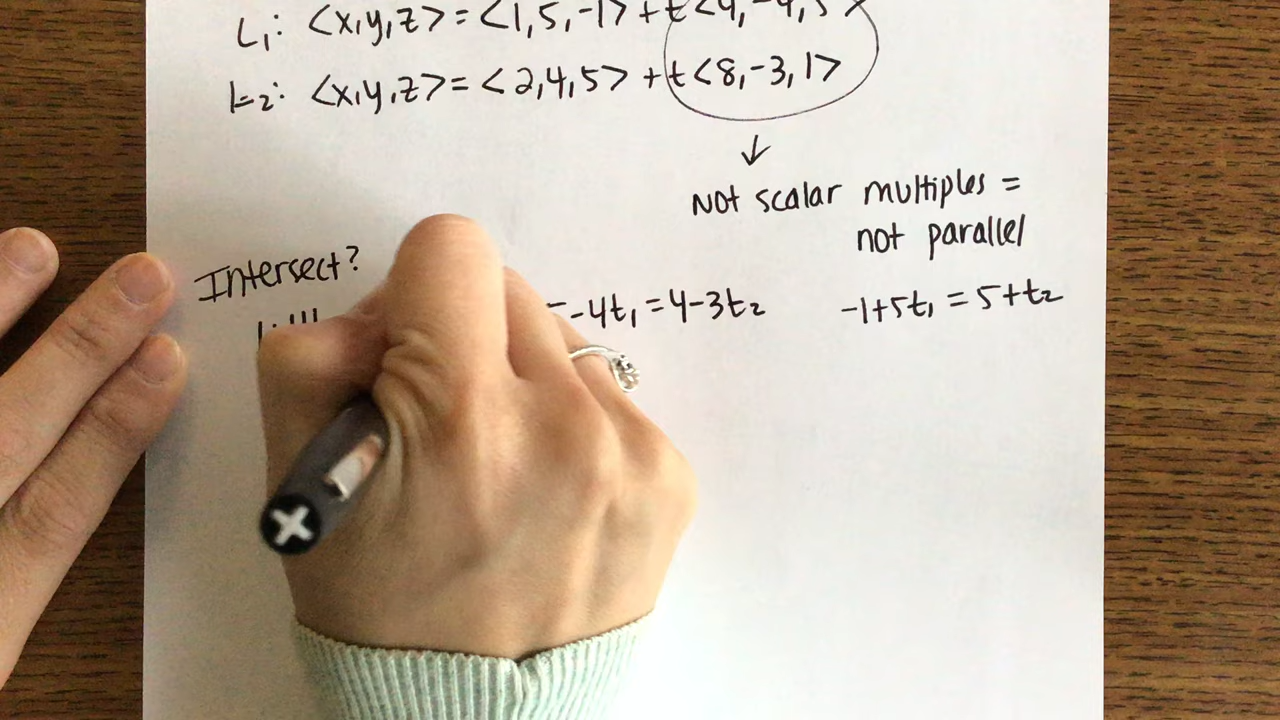 L₁: <x,y,z> = <1,5,-1> + t<4,-4,5>
L₂: <x,y,z> = <2,4,5> + t<8,-3,1>
↓
Not scalar multiples =
not parallel
Intersect?
-4t₁ = 4-3t₂ -1+5t₁ = 5+t₂